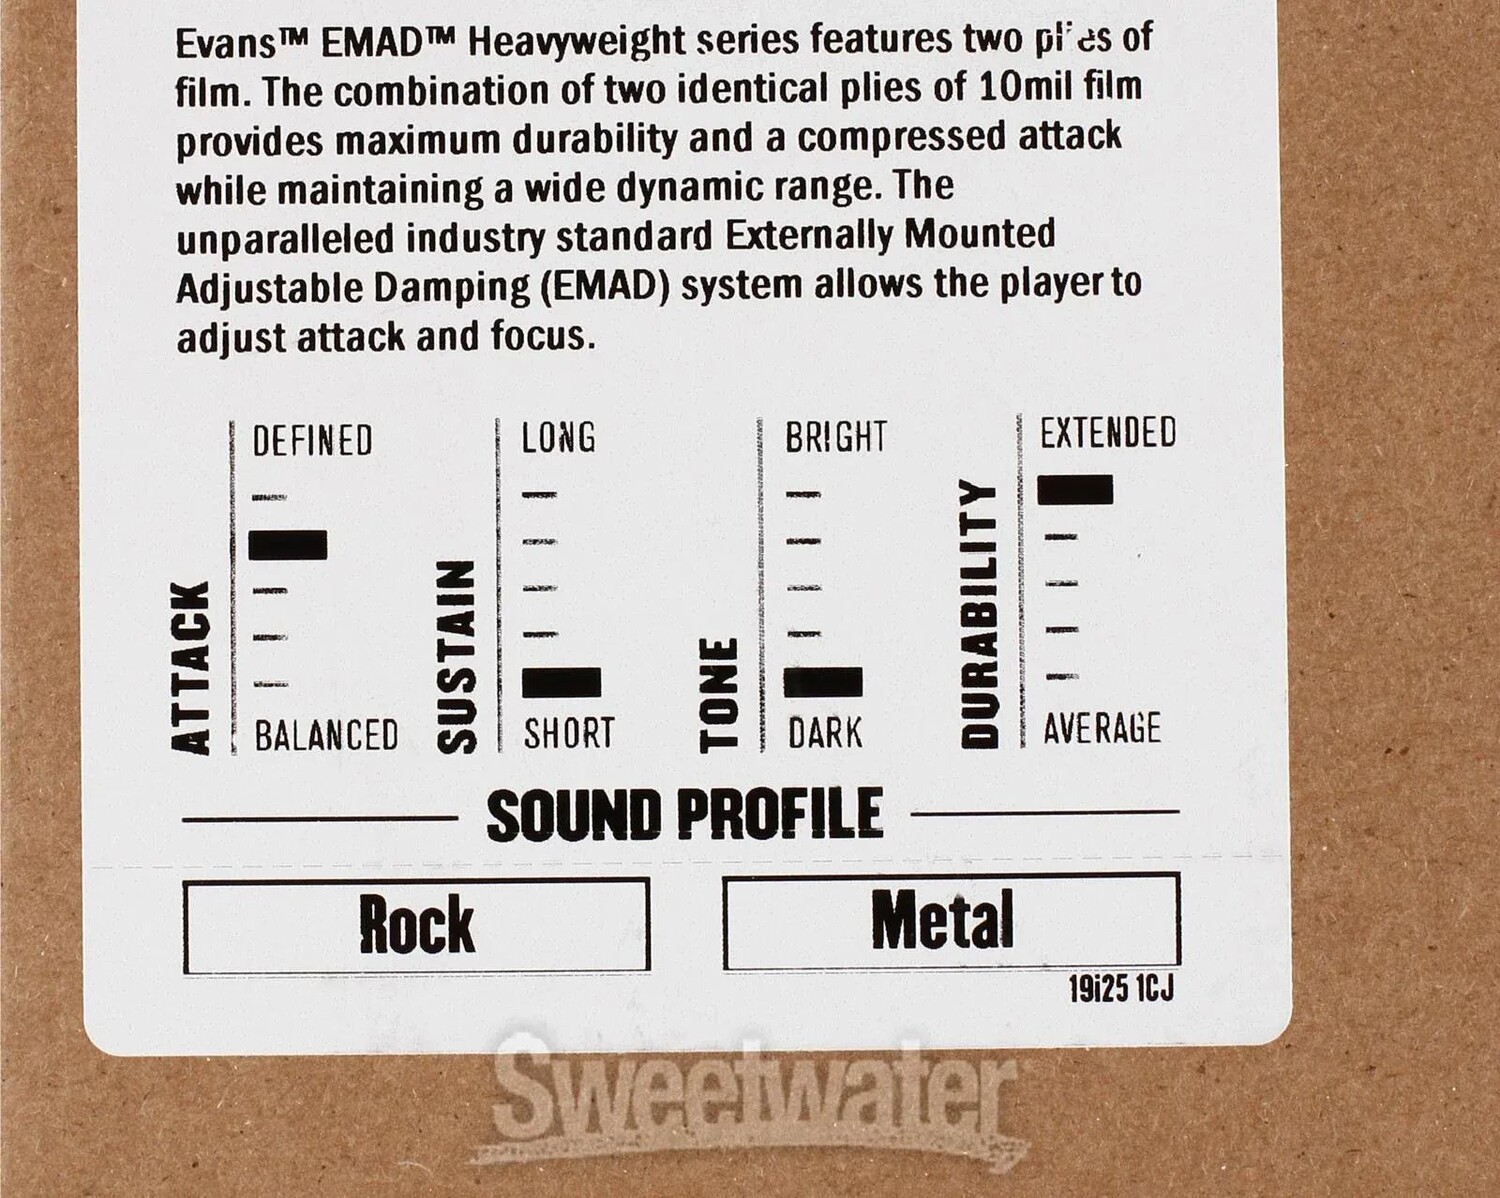 Evans™ EMAD™ Heavyweight series features two plies of
film. The combination of two identical plies of 10mil film
provides maximum durability and a compressed attack
while maintaining a wide dynamic range. The
unparalleled industry standard Externally Mounted
Adjustable Damping (EMAD) system allows the player to
adjust attack and focus.
ATTACK
DEFINED
BALANCED
SUSTAIN
LONG
SHORT
TONE
BRIGHT
DARK
DURABILITY
EXTENDED
AVERAGE
SOUND PROFILE
Rock
Metal
19i25 1CJ
Sweetwater